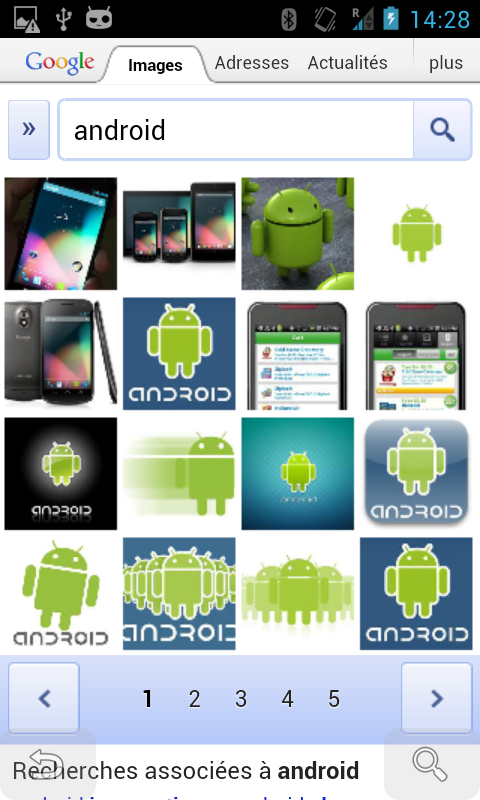 R 14:28
Google Images Adresses Actualités plus
» android
ANDROID
ANDROID
android
ANDROID
ANDROID
ANDROID
ANDROID
1 2 3 4 5
Recherches associées à android